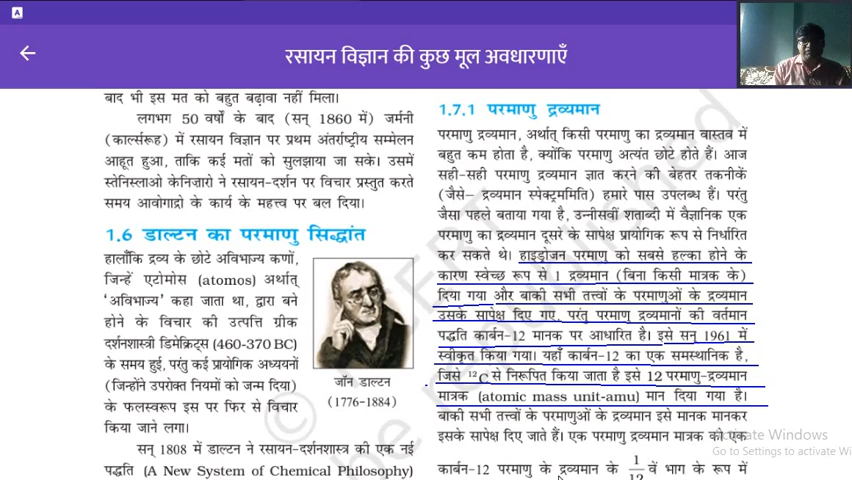 A
रसायन विज्ञान की कुछ मूल अवधारणाएँ
बाद भी इस मत को बहुत बढ़ावा नहीं मिला।
लगभग 50 वर्षों के बाद (सन् 1860 में) जर्मनी
(कार्ल्सरूह) में रसायन विज्ञान पर प्रथम अंतर्राष्ट्रीय सम्मेलन
आहूत हुआ, ताकि कई मतों को सुलझाया जा सके। उसमें
स्तेनिस्लाओ केनिज़ारो ने रसायन-दर्शन पर विचार प्रस्तुत करते
समय आवोगाद्रो के कार्य के महत्त्व पर बल दिया।
1.6 डाल्टन का परमाणु सिद्धांत
हालाँकि द्रव्य के छोटे अविभाज्य कणों,
जिन्हें एटोमोस (atomos) अर्थात्
'अविभाज्य' कहा जाता था, द्वारा बने
होने के विचार की उत्पत्ति ग्रीक
दर्शनशास्त्री डिमेक्रिट्स (460-370 BC)
के समय हुई, परंतु कई प्रायोगिक अध्ययनों
(जिन्होंने उपरोक्त नियमों को जन्म दिया)
के फलस्वरूप इस पर फिर से विचार
किया जाने लगा।
जॉन डाल्टन
(1776-1884)
सन् 1808 में डाल्टन ने रसायन-दर्शनशास्त्र की एक नई
पद्धति (A New System of Chemical Philosophy)
1.7.1 परमाणु द्रव्यमान
परमाणु द्रव्यमान, अर्थात् किसी परमाणु का द्रव्यमान वास्तव में
बहुत कम होता है, क्योंकि परमाणु अत्यंत छोटे होते हैं। आज
सही-सही परमाणु द्रव्यमान ज्ञात करने की बेहतर तकनीकें
(जैसे– द्रव्यमान स्पेक्ट्रममिति) हमारे पास उपलब्ध हैं। परंतु
जैसा पहले बताया गया है, उन्नीसवीं शताब्दी में वैज्ञानिक एक
परमाणु का द्रव्यमान दूसरे के सापेक्ष प्रायोगिक रूप से निर्धारित
कर सकते थे। हाइड्रोजन परमाणु को सबसे हल्का होने के
कारण स्वेच्छ रूप से 1 द्रव्यमान (बिना किसी मात्रक के)
दिया गया और बाकी सभी तत्त्वों के परमाणुओं के द्रव्यमान
उसके सापेक्ष दिए गए, परंतु परमाणु द्रव्यमानों की वर्तमान
पद्धति कार्बन-12 मानक पर आधारित है। इसे सन् 1961 में
स्वीकृत किया गया। यहाँ कार्बन-12 का एक समस्थानिक है,
जिसे ¹²C से निरूपित किया जाता है इसे 12 परमाणु-द्रव्यमान
मात्रक (atomic mass unit-amu) मान दिया गया है।
बाकी सभी तत्त्वों के परमाणुओं के द्रव्यमान इसे मानक मानकर
इसके सापेक्ष दिए जाते हैं। एक परमाणु द्रव्यमान मात्रक को एक
कार्बन-12 परमाणु के द्रव्यमान के 1/12 वें भाग के रूप में
Activate Windows
Go to Settings to activate Wi